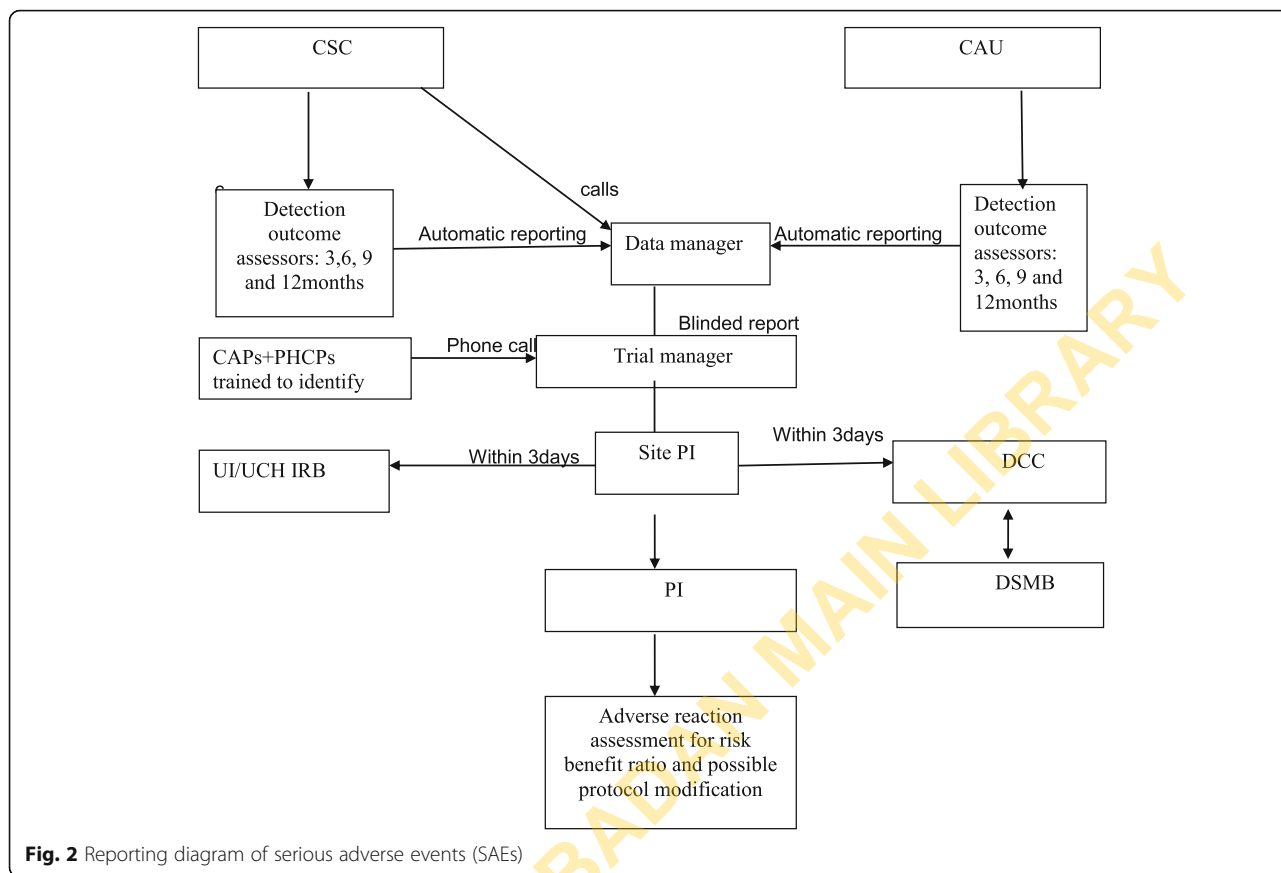 CSC
CAU
calls
Detection
outcome
assessors: 3,6, 9
and 12months
Automatic reporting
Data manager
Automatic reporting
Detection
outcome
assessors:
3, 6, 9 and
12months
Blinded report
CAPs+PHCPs
trained to identify
Phone call
Trial manager
UI/UCH IRB
Within 3days
Site PI
Within 3days
DCC
DSMB
PI
Adverse reaction
assessment for risk
benefit ratio and possible
protocol modification
BADAN MAIN LIBRARY
Fig. 2 Reporting diagram of serious adverse events (SAEs)